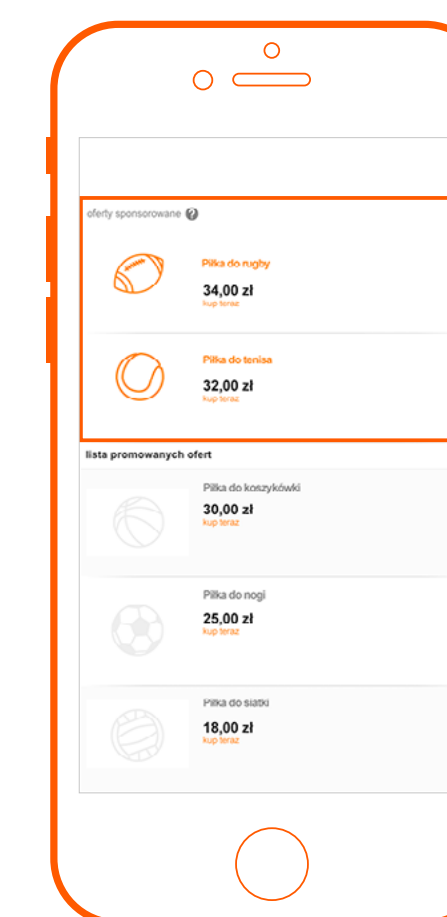 oferty sponsorowane ?
Piłka do rugby
34,00 zł
kup teraz
Piłka do tenisa
32,00 zł
kup teraz
lista promowanych ofert
Piłka do koszykówki
30,00 zł
kup teraz
Piłka do nogi
25,00 zł
kup teraz
Piłka do siatki
18,00 zł
kup teraz